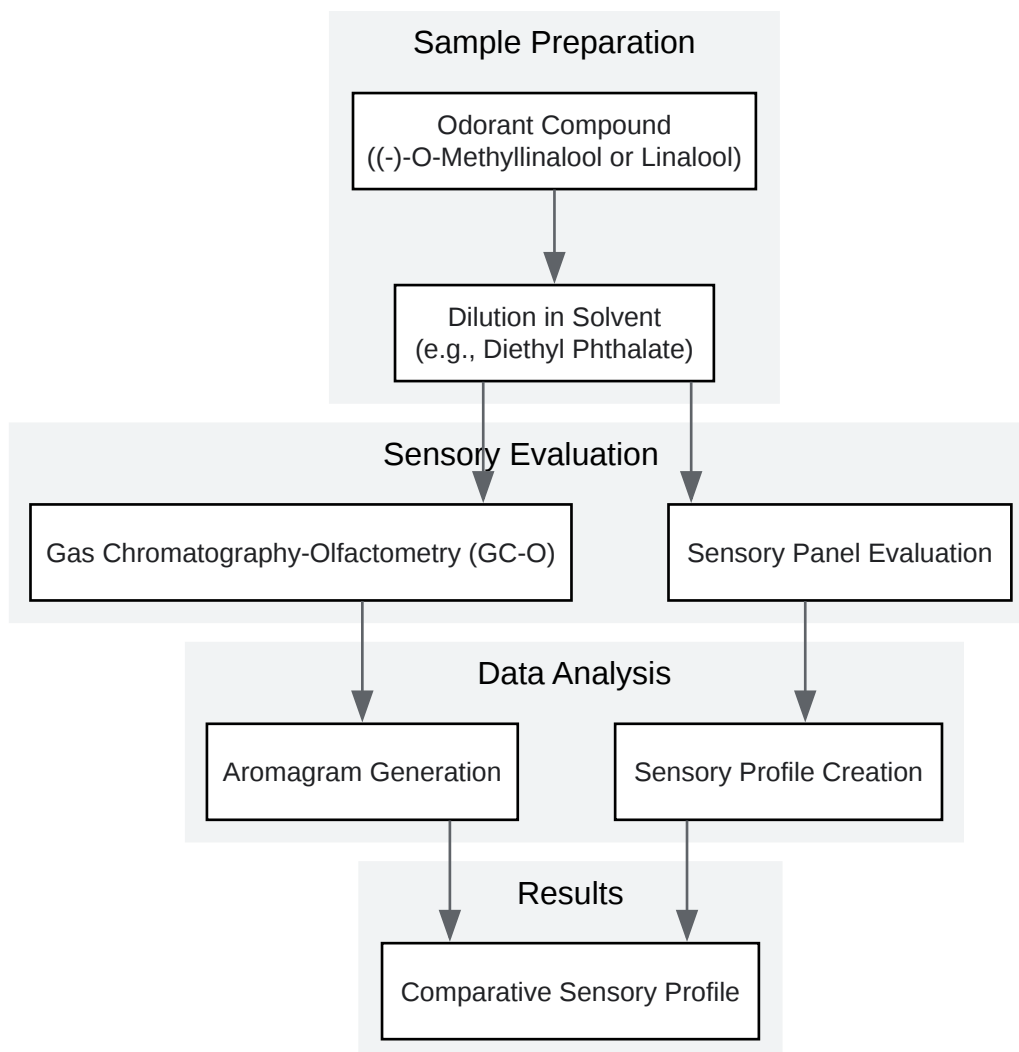 Sample Preparation
Odorant Compound
((-)-O-Methyllinalool or Linalool)
Dilution in Solvent
(e.g., Diethyl Phthalate)
Sensory Evaluation
Gas Chromatography-Olfactometry (GC-O)
Sensory Panel Evaluation
Data Analysis
Aromagram Generation
Sensory Profile Creation
Results
Comparative Sensory Profile